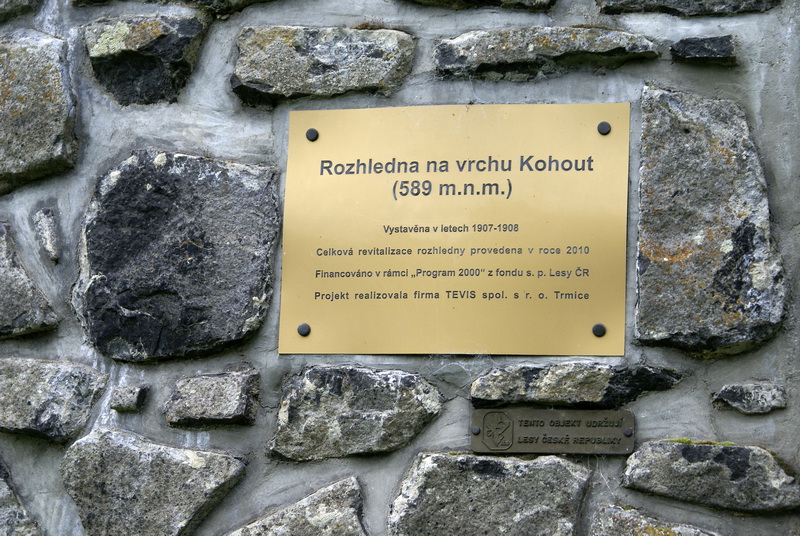 Rozhledna na vrchu Kohout
(589 m.n.m.)
Vystavěna v letech 1907-1908
Celková revitalizace rozhledny provedena v roce 2010
Financováno v rámci „Program 2000" z fondu s. p. Lesy ČR
Projekt realizovala firma TEVIS spol. s r. o. Trmice
TENTO OBJEKT UDRŽUJÍ
LESY ČESKÉ REPUBLIKY